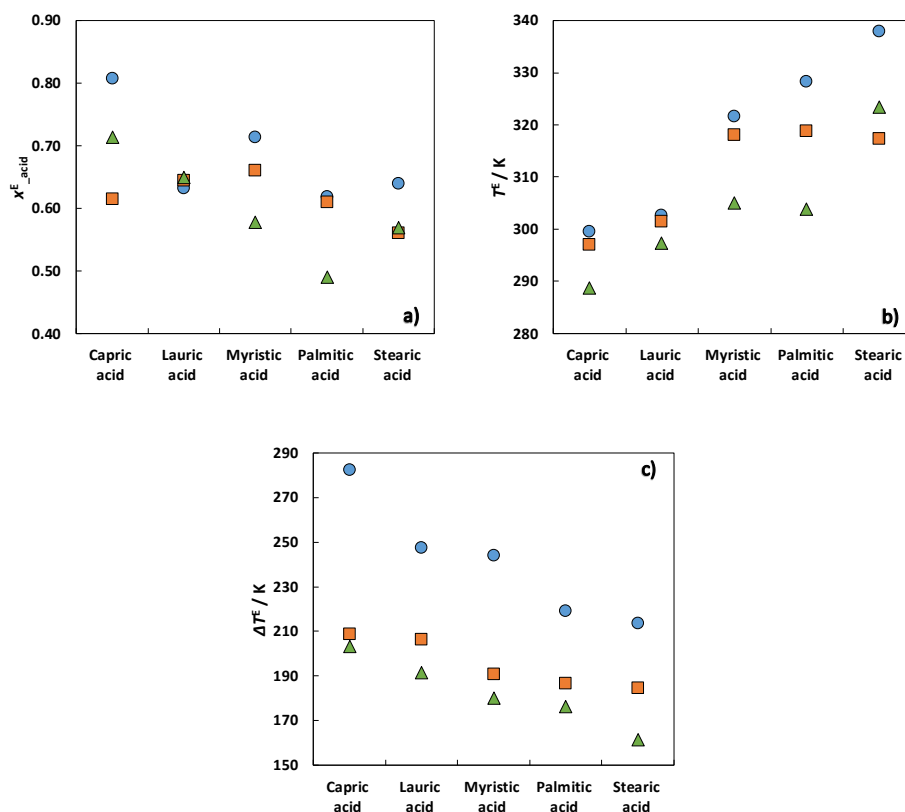 0.90
0.80
0.70
0.60
0.50
0.40
xᴱ_acid
a)
Capric acid
Lauric acid
Myristic acid
Palmitic acid
Stearic acid
340
330
320
310
300
290
280
Tᴱ / K
b)
Capric acid
Lauric acid
Myristic acid
Palmitic acid
Stearic acid
290
270
250
230
210
190
170
150
ΔTᴱ / K
c)
Capric acid
Lauric acid
Myristic acid
Palmitic acid
Stearic acid